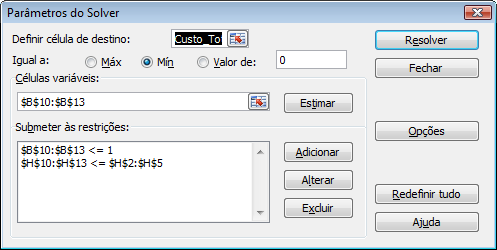 Parâmetros do Solver
Definir célula de destino: Custo_To
Resolver
Igual a: Máx Mín Valor de: 0
Fechar
Células variáveis:
$B$10:$B$13
Estimar
Submeter às restrições:
Opções
$B$10:$B$13 <= 1
$H$10:$H$13 <= $H$2:$H$5
Adicionar
Alterar
Excluir
Redefinir tudo
Ajuda